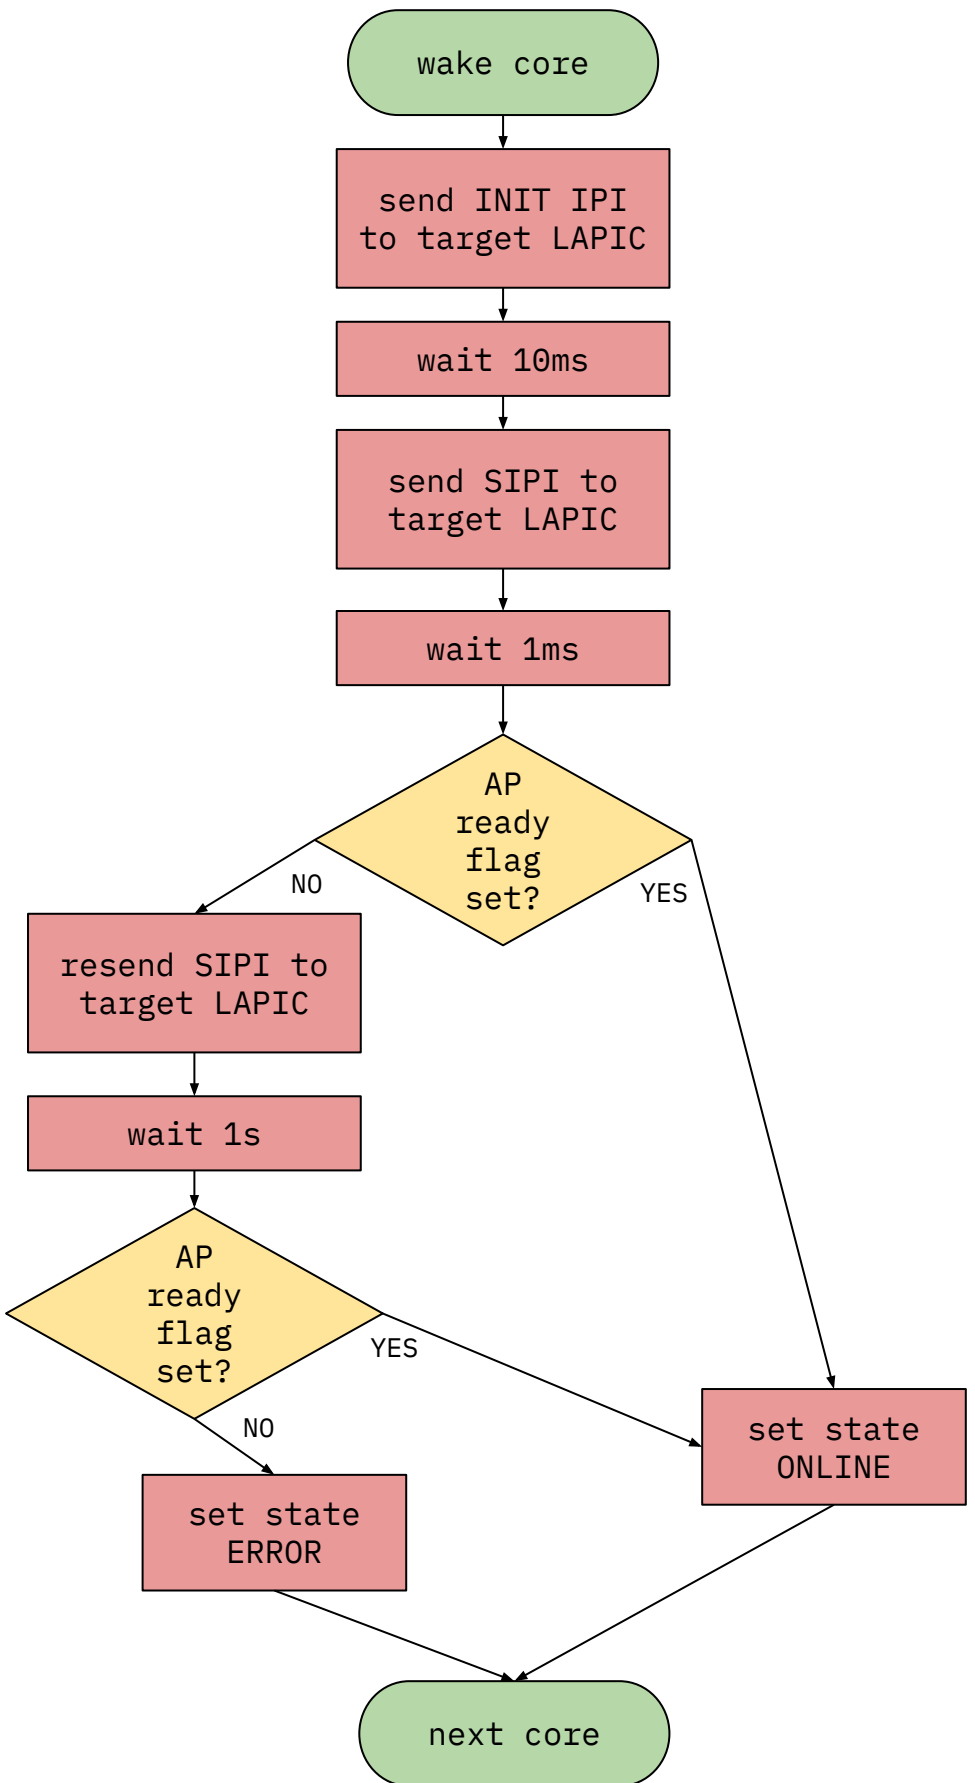 wake core
send INIT IPI
to target LAPIC
wait 10ms
send SIPI to
target LAPIC
wait 1ms
AP
ready
flag
set?
NO
YES
resend SIPI to
target LAPIC
wait 1s
AP
ready
flag
set?
YES
NO
set state
ONLINE
set state
ERROR
next core